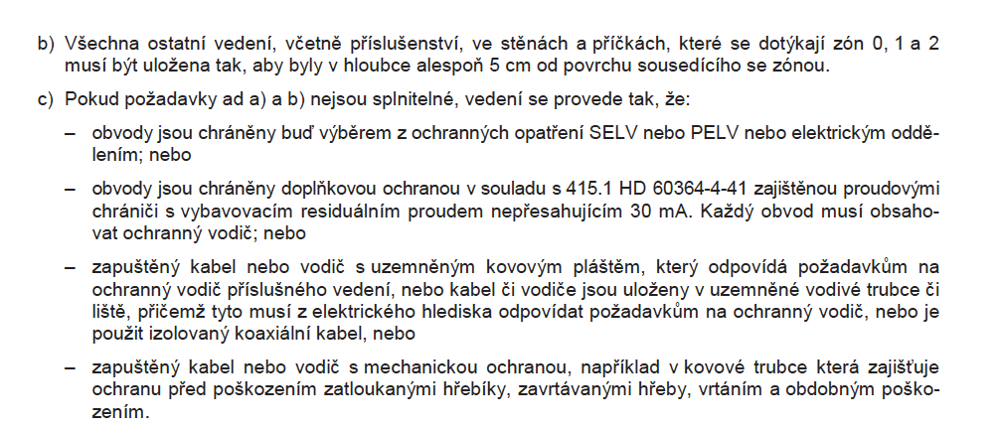 b) Všechna ostatní vedení, včetně příslušenství, ve stěnách a příčkách, které se dotýkají zón 0, 1 a 2
musí být uložena tak, aby byly v hloubce alespoň 5 cm od povrchu sousedícího se zónou.
c) Pokud požadavky ad a) a b) nejsou splnitelné, vedení se provede tak, že:
– obvody jsou chráněny buď výběrem z ochranných opatření SELV nebo PELV nebo elektrickým oddě-
lením; nebo
– obvody jsou chráněny doplňkovou ochranou v souladu s 415.1 HD 60364-4-41 zajištěnou proudovými
chrániči s vybavovacím residuálním proudem nepřesahujícím 30 mA. Každý obvod musí obsaho-
vat ochranný vodič; nebo
– zapuštěný kabel nebo vodič s uzemněným kovovým pláštěm, který odpovídá požadavkům na
ochranný vodič příslušného vedení, nebo kabel či vodiče jsou uloženy v uzemněné vodivé trubce či
liště, přičemž tyto musí z elektrického hlediska odpovídat požadavkům na ochranný vodič, nebo je
použit izolovaný koaxiální kabel, nebo
– zapuštěný kabel nebo vodič s mechanickou ochranou, například v kovové trubce která zajišťuje
ochranu před poškozením zatloukanými hřebíky, zavrtávanými hřeby, vrtáním a obdobným poško-
zením.